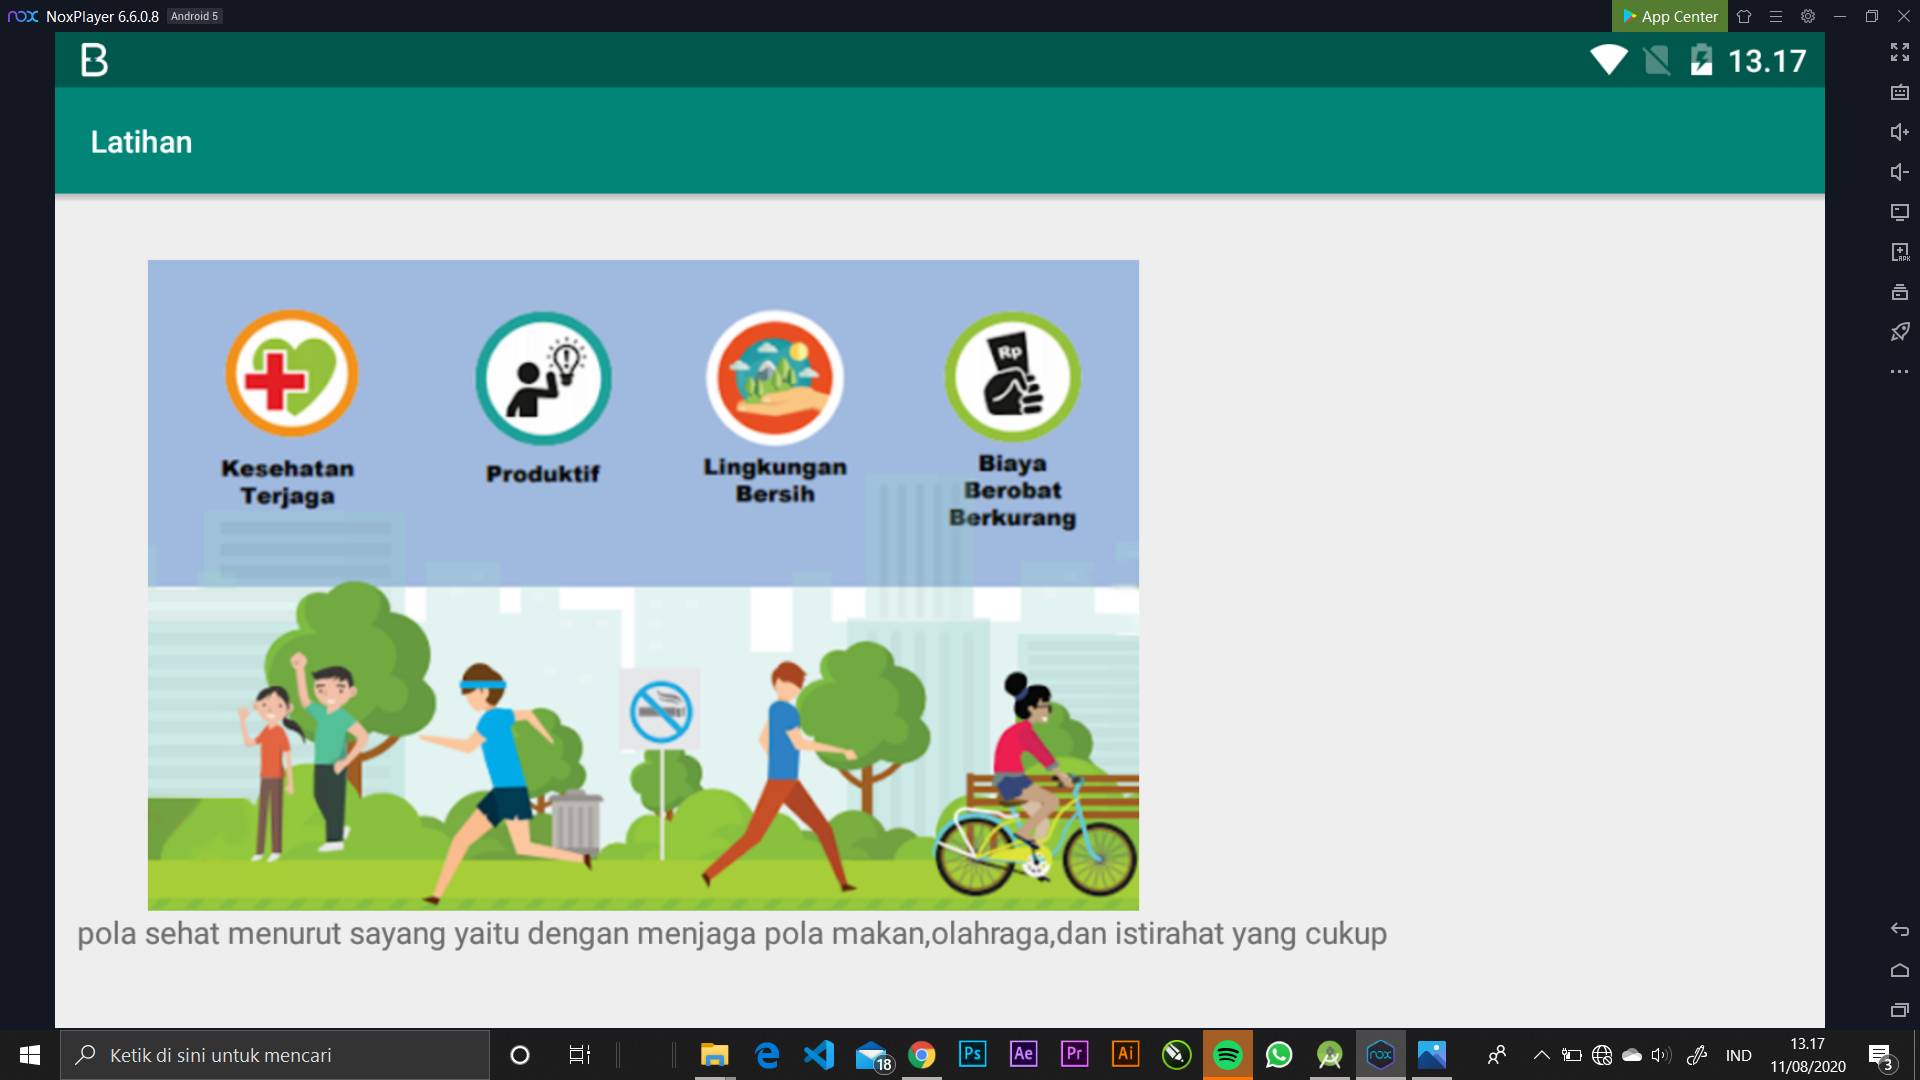 nox NoxPlayer 6.6.0.8 Android 5
App Center
B
13.17
Latihan
Rp
Kesehatan
Terjaga
Produktif
Lingkungan
Bersih
Biaya
Berobat
Berkurang
pola sehat menurut sayang yaitu dengan menjaga pola makan,olahraga,dan istirahat yang cukup
APK
Ketik di sini untuk mencari
18
Ps
Ae
Pr
Ai
nox
IND
13.17
11/08/2020
3